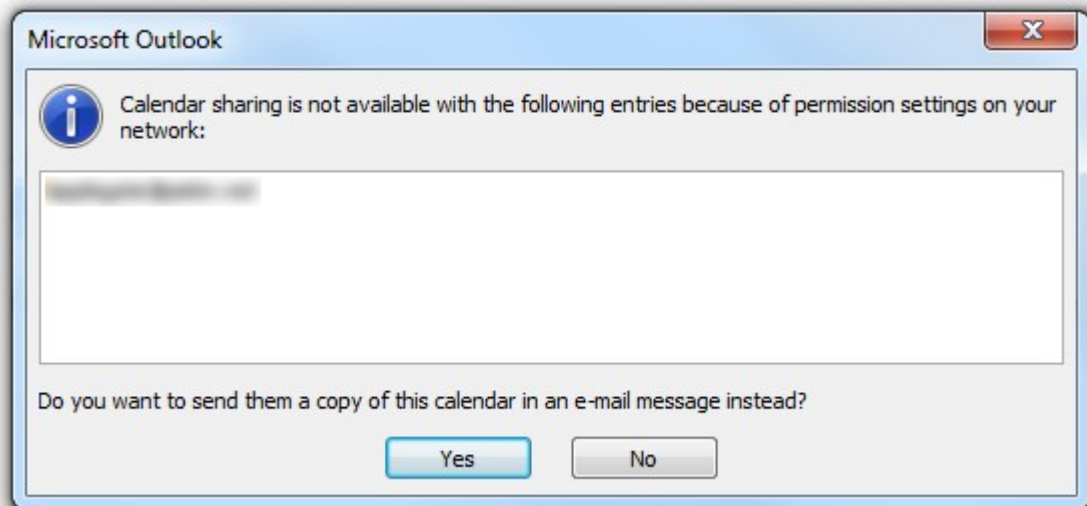 Microsoft Outlook
Calendar sharing is not available with the following entries because of permission settings on your
network:
Do you want to send them a copy of this calendar in an e-mail message instead?
Yes
No